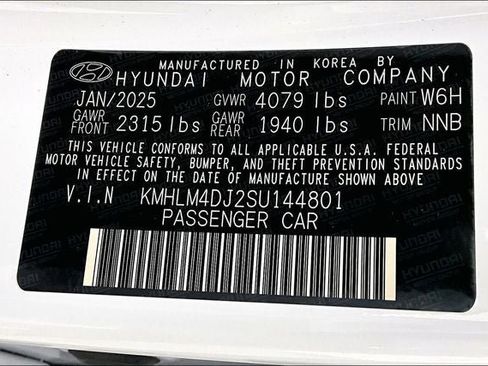 MANUFACTURED IN KOREA BY
HYUNDAI MOTOR COMPANY
JAN/2025 GVWR 4079 lbs PAINT W6H
GAWR FRONT 2315 lbs GAWR REAR 1940 lbs TRIM NNB
THIS VEHICLE CONFORMS TO ALL APPLICABLE U.S.A. FEDERAL
MOTOR VEHICLE SAFETY, BUMPER, AND THEFT PREVENTION STANDARDS
IN EFFECT ON THE DATE OF MANUFACTURE SHOWN ABOVE
V.I.N KMHLM4DJ2SU144801
PASSENGER CAR